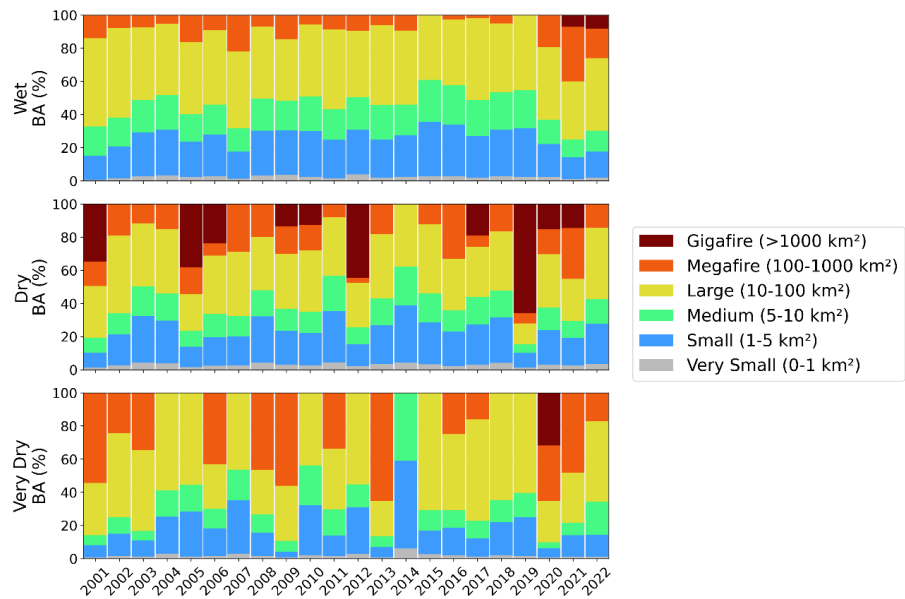 100
80
60
40
20
0
Wet
BA (%)
100
80
60
40
20
0
Dry
BA (%)
Gigafire (>1000 km²)
Megafire (100-1000 km²)
Large (10-100 km²)
Medium (5-10 km²)
Small (1-5 km²)
Very Small (0-1 km²)
100
80
60
40
20
0
Very Dry
BA (%)
2001 2002 2003 2004 2005 2006 2007 2008 2009 2010 2011 2012 2013 2014 2015 2016 2017 2018 2019 2020 2021 2022